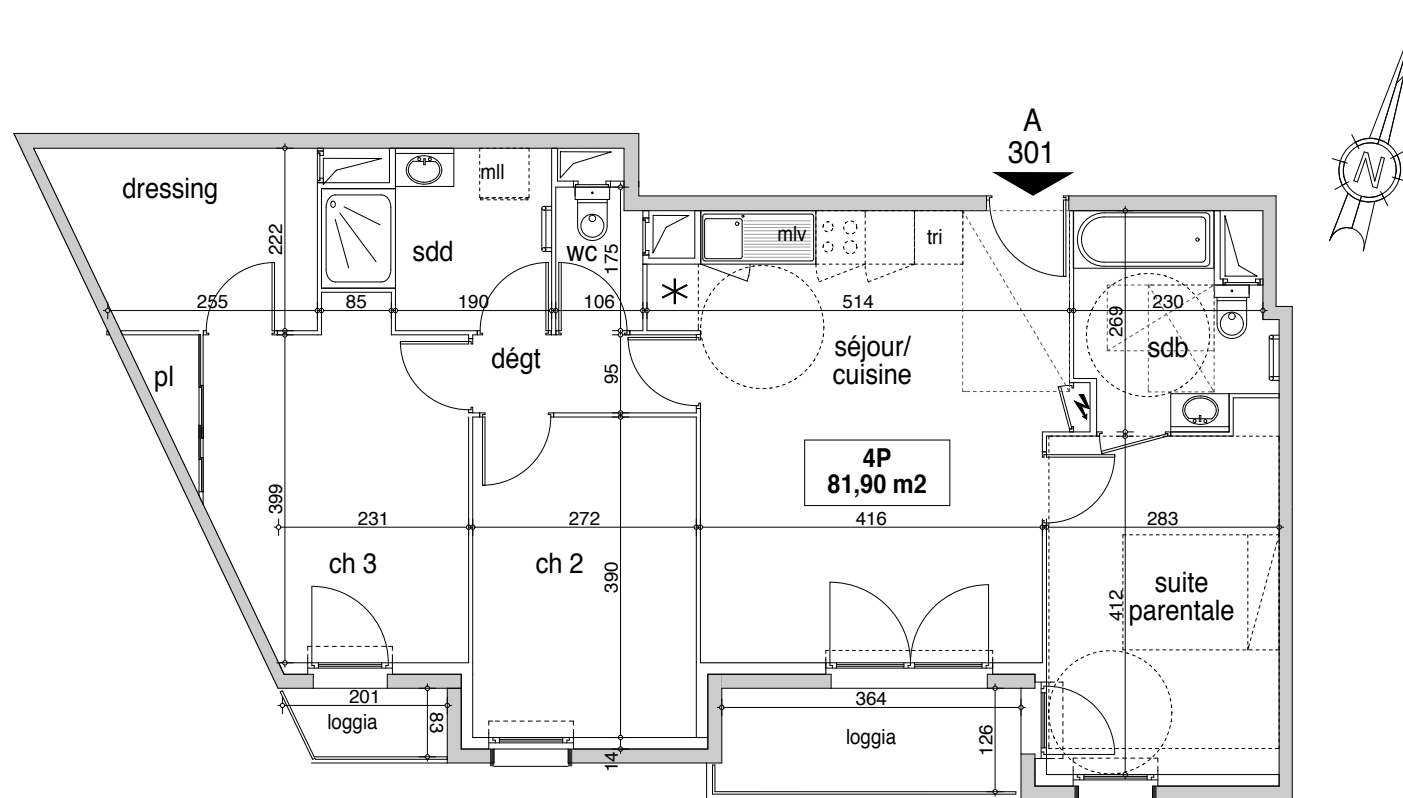 A
301
N
dressing
mll
sdd
wc
mlv
tri
222
175
255
85
190
106
514
269
230
sdb
pl
dégt
95
séjour/
cuisine
4P
81,90 m2
399
231
272
416
283
ch 3
ch 2
390
412
suite
parentale
201
83
loggia
14
364
126
loggia